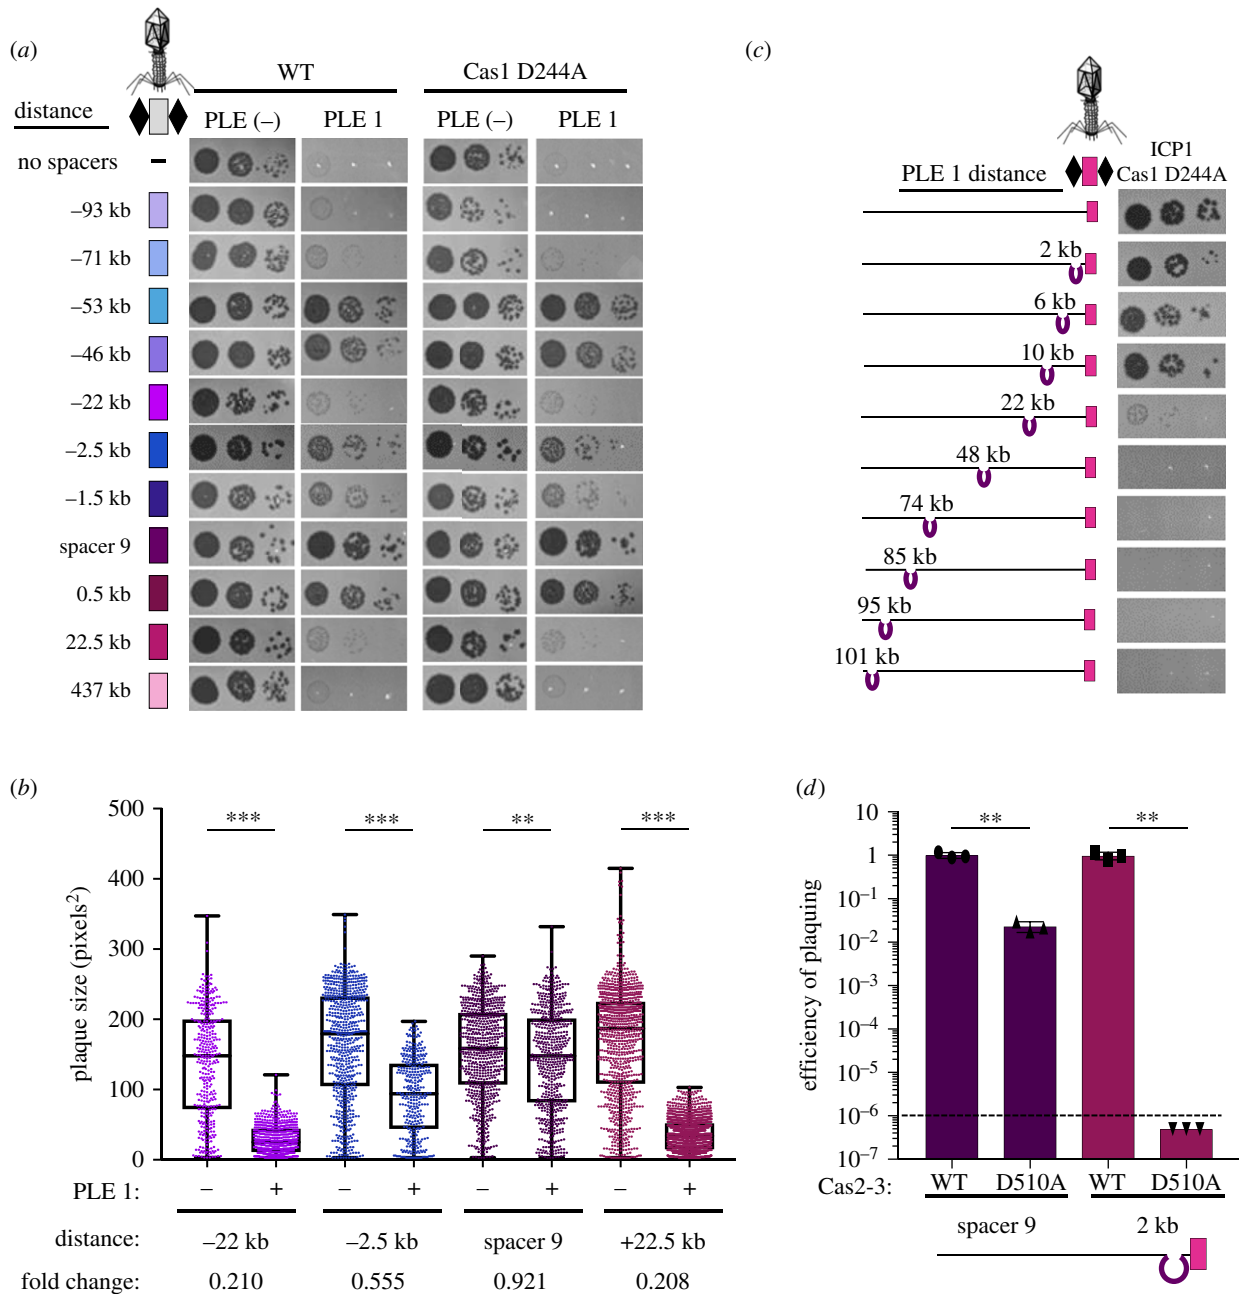 (a)
WT
Cas1 D244A
distance
PLE (–)
PLE 1
PLE (–)
PLE 1
no spacers
–93 kb
–71 kb
–53 kb
–46 kb
–22 kb
–2.5 kb
–1.5 kb
spacer 9
0.5 kb
22.5 kb
437 kb
(c)
ICP1
PLE 1 distance
Cas1 D244A
2 kb
6 kb
10 kb
22 kb
48 kb
74 kb
85 kb
95 kb
101 kb
(b)
500
400
300
200
100
0
plaque size (pixels²)
***
***
**
***
PLE 1:
–
+
–
+
–
+
–
+
distance:
–22 kb
–2.5 kb
spacer 9
+22.5 kb
fold change:
0.210
0.555
0.921
0.208
(d)
10
1
10⁻¹
10⁻²
10⁻³
10⁻⁴
10⁻⁵
10⁻⁶
10⁻⁷
efficiency of plaquing
**
**
Cas2-3:
WT
D510A
WT
D510A
spacer 9
2 kb